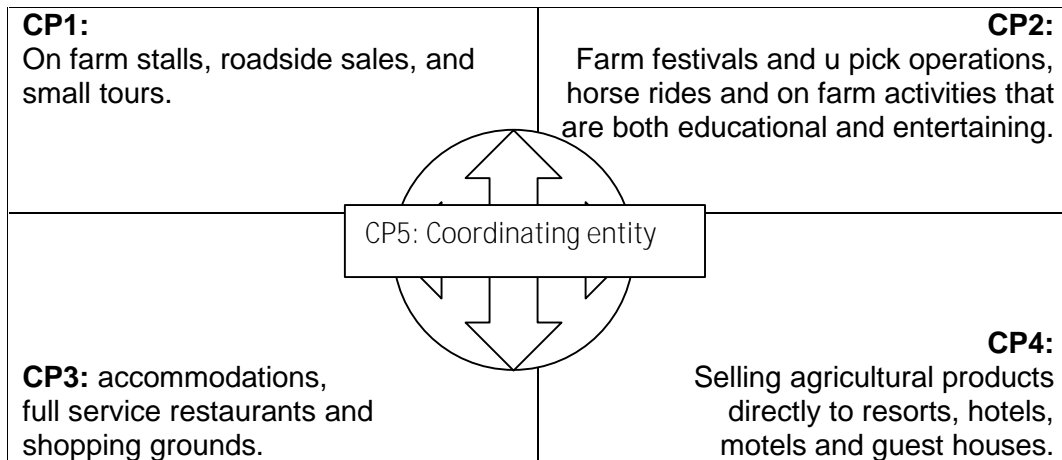 CP1:
On farm stalls, roadside sales, and
small tours.
CP2:
Farm festivals and u pick operations,
horse rides and on farm activities that
are both educational and entertaining.
CP5: Coordinating entity
CP3: accommodations,
full service restaurants and
shopping grounds.
CP4:
Selling agricultural products
directly to resorts, hotels,
motels and guest houses.